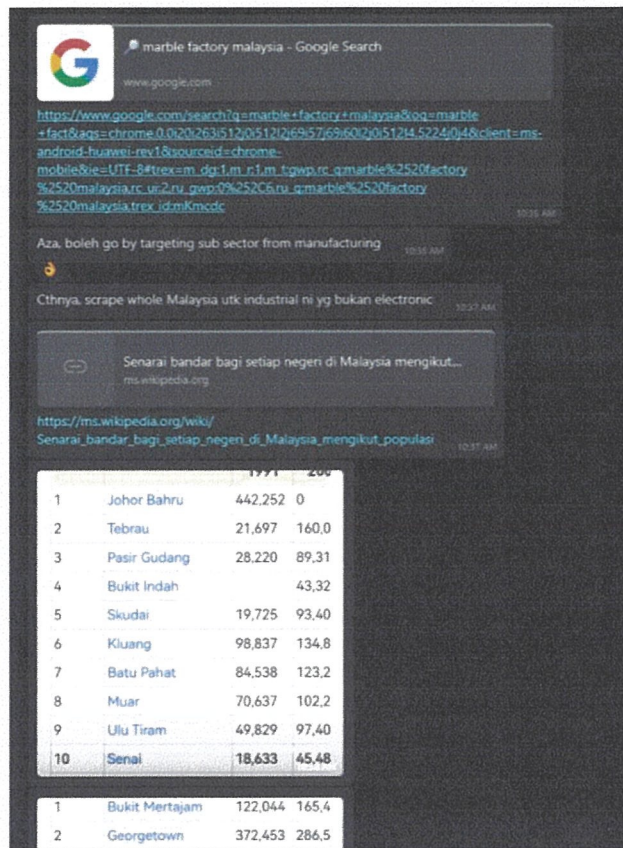 🔎 marble factory malaysia - Google Search
www.google.com
https://www.google.com/search?q=marble+factory+malaysia&oq=marble
+fact&aqs=chrome.0.0i20i263i512j0i512l2j69i57j69i60l2j0i512l4.5224j0j4&client=ms-
android-huawei-rev1&sourceid=chrome-
mobile&ie=UTF-8#trex=m_dg:1,m_r:1,m_t:gwp,rc_q:marble%2520factory
%2520malaysia,rc_ui:2,ru_gwp:0%252C6,ru_q:marble%2520factory
%2520malaysia,trex_id:mKmcdc
10:35 AM
Aza, boleh go by targeting sub sector from manufacturing
10:35 AM
👌
Cthnya, scrape whole Malaysia utk industrial ni yg bukan electronic
10:37 AM
Senarai bandar bagi setiap negeri di Malaysia mengikut...
ms.wikipedia.org
https://ms.wikipedia.org/wiki/
Senarai_bandar_bagi_setiap_negeri_di_Malaysia_mengikut_populasi
10:37 AM
1991 200
1 Johor Bahru 442,252 0
2 Tebrau 21,697 160,0
3 Pasir Gudang 28,220 89,31
4 Bukit Indah 43,32
5 Skudai 19,725 93,40
6 Kluang 98,837 134,8
7 Batu Pahat 84,538 123,2
8 Muar 70,637 102,2
9 Ulu Tiram 49,829 97,40
10 Senai 18,633 45,48
1 Bukit Mertajam 122,044 165,4
2 Georgetown 372,453 286,5